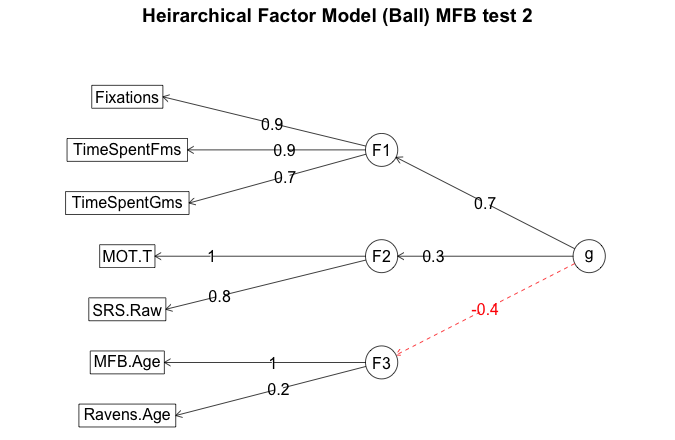 Heirarchical Factor Model (Ball) MFB test 2
Fixations
0.9
TimeSpentFms
0.9
F1
0.7
TimeSpentGms
0.7
MOT.T
1
F2
0.3
g
0.8
SRS.Raw
-0.4
MFB.Age
1
F3
0.2
Ravens.Age